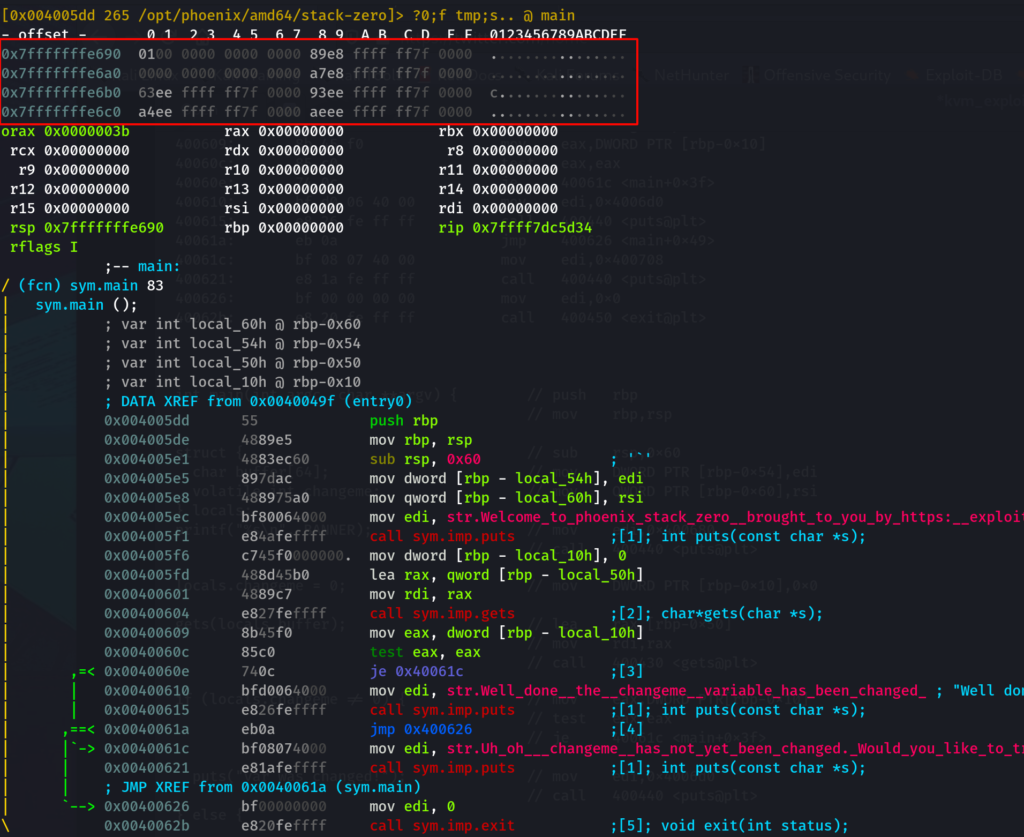 [0x004005dd 265 /opt/phoenix/amd64/stack-zero]> ?0;f tmp;s.. @ main
- offset -   0 1  2 3  4 5  6 7  8 9  A B  C D  E F  0123456789ABCDEF
0x7fffffffe690  0100 0000 0000 0000 89e8 ffff ff7f 0000  ................
0x7fffffffe6a0  0000 0000 0000 0000 a7e8 ffff ff7f 0000  ................
0x7fffffffe6b0  63ee ffff ff7f 0000 93ee ffff ff7f 0000  c...............
0x7fffffffe6c0  a4ee ffff ff7f 0000 aeee ffff ff7f 0000  ................
orax 0x0000003b          rax 0x00000000          rbx 0x00000000
rcx 0x00000000          rdx 0x00000000          r8 0x00000000
r9 0x00000000          r10 0x00000000          r11 0x00000000
r12 0x00000000          r13 0x00000000          r14 0x00000000
r15 0x00000000          rsi 0x00000000          rdi 0x00000000
rsp 0x7fffffffe690          rbp 0x00000000          rip 0x7ffff7dc5d34
rflags I
;-- main:
/ (fcn) sym.main 83
| sym.main ();
| ; var int local_60h @ rbp-0x60
| ; var int local_54h @ rbp-0x54
| ; var int local_50h @ rbp-0x50
| ; var int local_10h @ rbp-0x10
| ; DATA XREF from 0x0040049f (entry0)
| 0x004005dd 55 push rbp
| 0x004005de 4889e5 mov rbp, rsp
| 0x004005e1 4883ec60 sub rsp, 0x60 ; '`'
| 0x004005e5 897dac mov dword [rbp - local_54h], edi
| 0x004005e8 488975a0 mov qword [rbp - local_60h], rsi
| 0x004005ec bf80064000 mov edi, str.Welcome_to_phoenix_stack_zero__brought_to_you_by_https:__exploit
| 0x004005f1 e84afeffff call sym.imp.puts ;[1]; int puts(const char *s);
| 0x004005f6 c745f0000000. mov dword [rbp - local_10h], 0
| 0x004005fd 488d45b0 lea rax, qword [rbp - local_50h]
| 0x00400601 4889c7 mov rdi, rax
| 0x00400604 e827feffff call sym.imp.gets ;[2]; char*gets(char *s);
| 0x00400609 8b45f0 mov eax, dword [rbp - local_10h]
| 0x0040060c 85c0 test eax, eax
| ,=< 0x0040060e 740c je 0x40061c ;[3]
| | 0x00400610 bfd0064000 mov edi, str.Well_done__the__changeme__variable_has_been_changed_ ; "Well don
| | 0x00400615 e826feffff call sym.imp.puts ;[1]; int puts(const char *s);
| ,==< 0x0040061a eb0a jmp 0x400626 ;[4]
| |`-> 0x0040061c bf08074000 mov edi, str.Uh_oh___changeme__has_not_yet_been_changed._Would_you_like_to_tr
| | 0x00400621 e81afeffff call sym.imp.puts ;[1]; int puts(const char *s);
| | ; JMP XREF from 0x0040061a (sym.main)
| `--> 0x00400626 bf00000000 mov edi, 0
\ 0x0040062b e820feffff call sym.imp.exit ;[5]; void exit(int status);